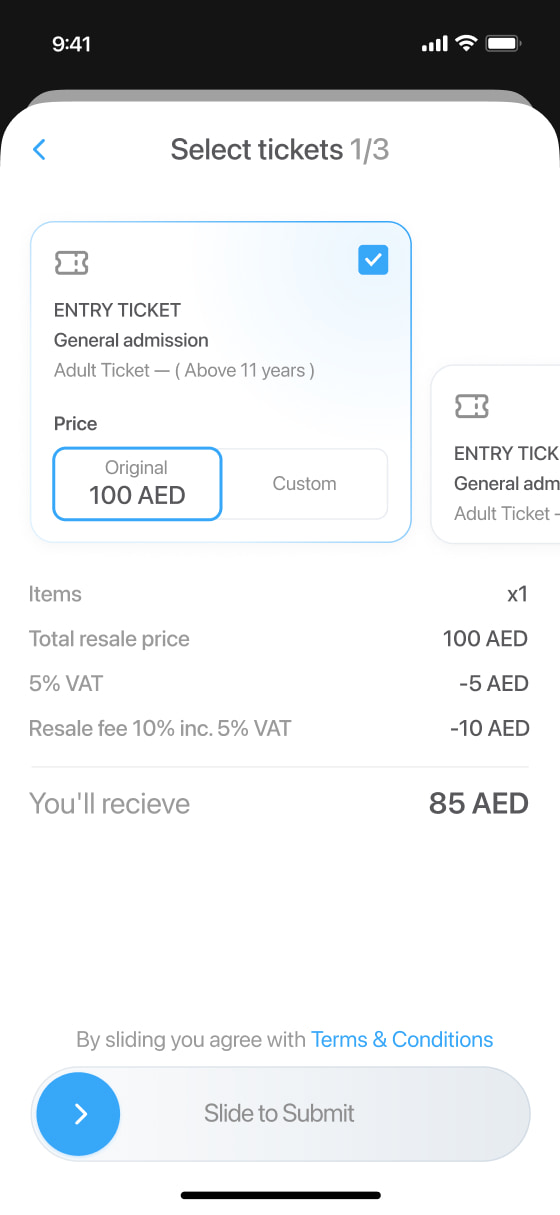 9:41
Select tickets 1/3
ENTRY TICKET
General admission
Adult Ticket — ( Above 11 years )
Price
Original
100 AED
Custom
ENTRY TICK
General adm
Adult Ticket -
Items x1
Total resale price 100 AED
5% VAT -5 AED
Resale fee 10% inc. 5% VAT -10 AED
You'll recieve 85 AED
By sliding you agree with Terms & Conditions
Slide to Submit